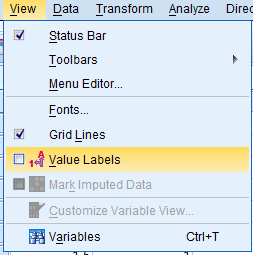 View Data Transform Analyze Direc
Status Bar
Toolbars
Menu Editor...
Fonts...
Grid Lines
Value Labels
Mark Imputed Data
Customize Variable View...
Variables Ctrl+T